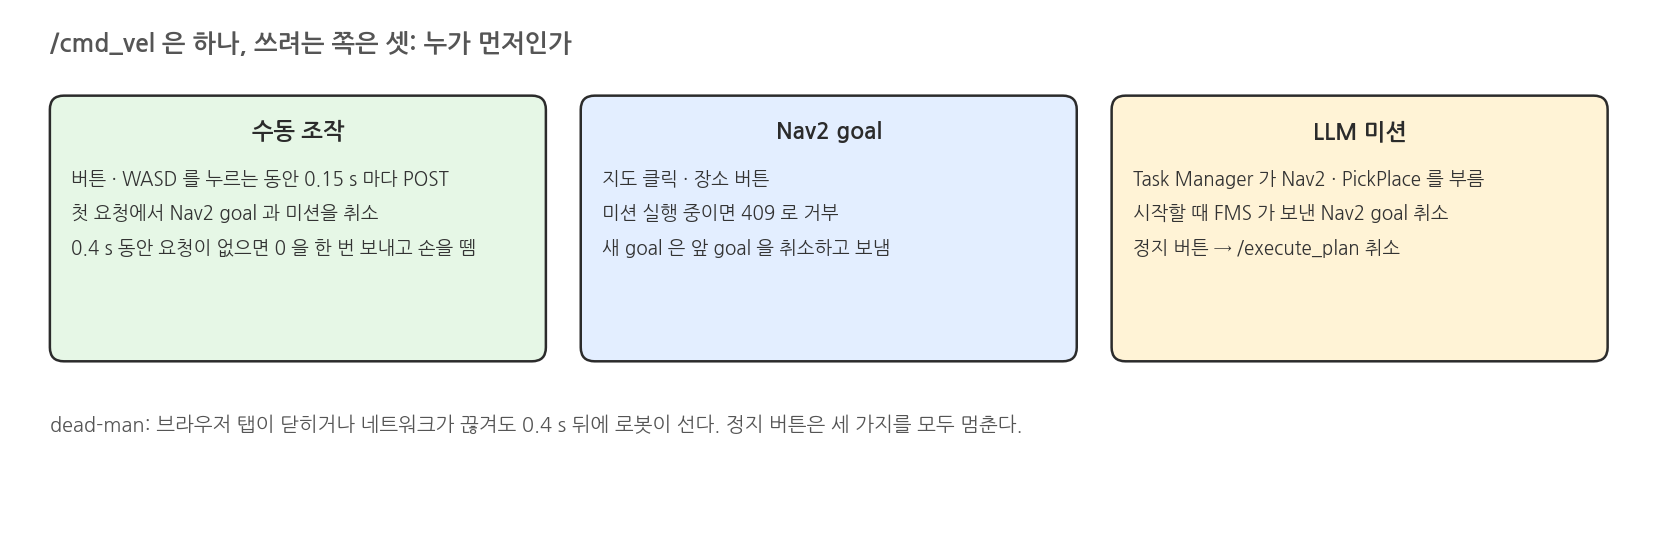 /cmd_vel 은 하나, 쓰려는 쪽은 셋: 누가 먼저인가
수동 조작
버튼 · WASD 를 누르는 동안 0.15 s 마다 POST
첫 요청에서 Nav2 goal 과 미션을 취소
0.4 s 동안 요청이 없으면 0 을 한 번 보내고 손을 뗌
Nav2 goal
지도 클릭 · 장소 버튼
미션 실행 중이면 409 로 거부
새 goal 은 앞 goal 을 취소하고 보냄
LLM 미션
Task Manager 가 Nav2 · PickPlace 를 부름
시작할 때 FMS 가 보낸 Nav2 goal 취소
정지 버튼 → /execute_plan 취소
dead-man: 브라우저 탭이 닫히거나 네트워크가 끊겨도 0.4 s 뒤에 로봇이 선다. 정지 버튼은 세 가지를 모두 멈춘다.